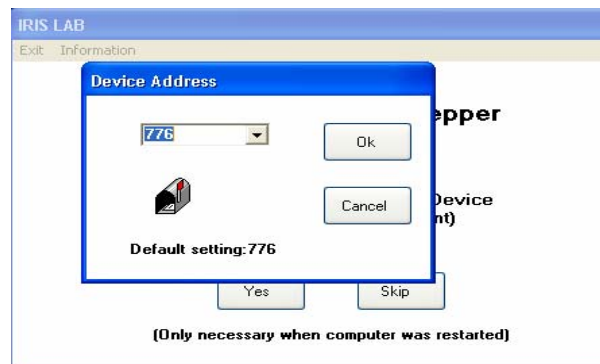 IRIS LAB
Exit Information
Device Address
epper
776
Ok
Device
Cancel
nt)
Default setting:776
Yes
Skip
(Only necessary when computer was restarted)